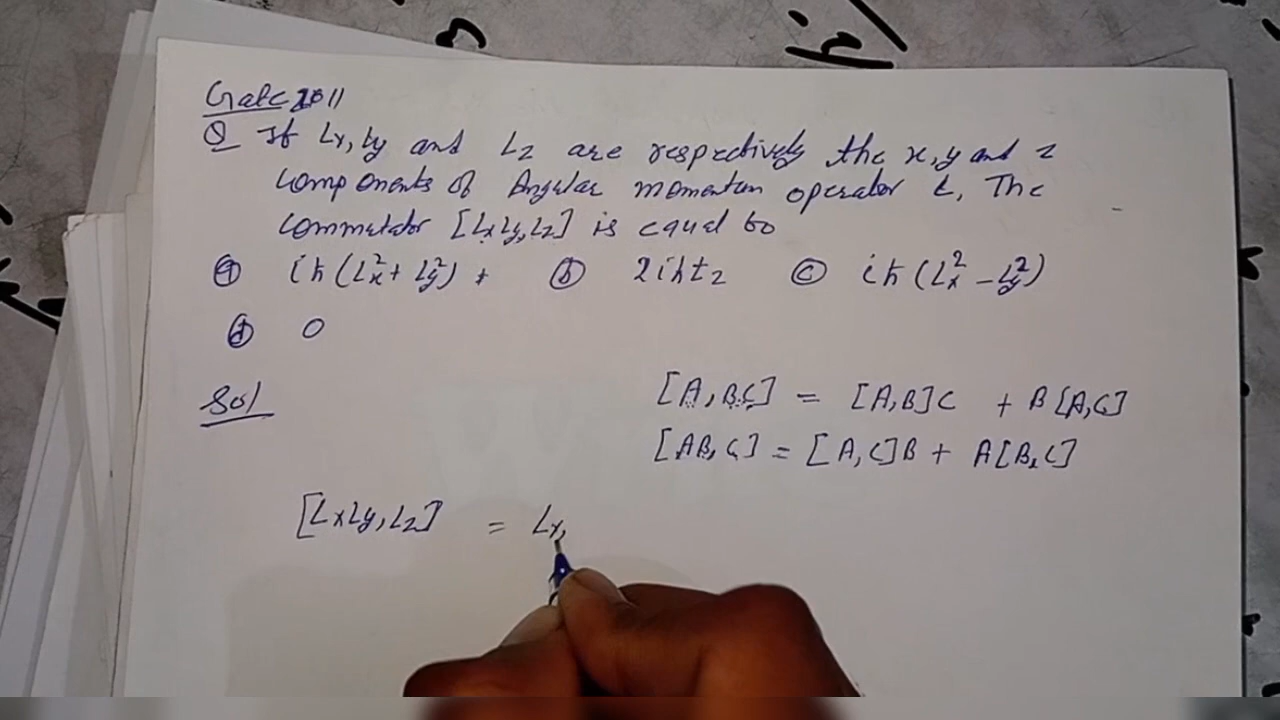 Gate 2011
Q If Lx, Ly and Lz are respectively the x, y and z
components of Angular momentum operator L, The
commutator [LxLy, Lz] is equal to
(a) iħ(Lx² + Ly²) (b) 2iħLz (c) iħ(Lx² - Ly²)
(d) 0
Sol
[A, BC] = [A,B]C + B[A,C]
[AB, C] = [A,C]B + A[B,C]
[LxLy, Lz] = Lx,